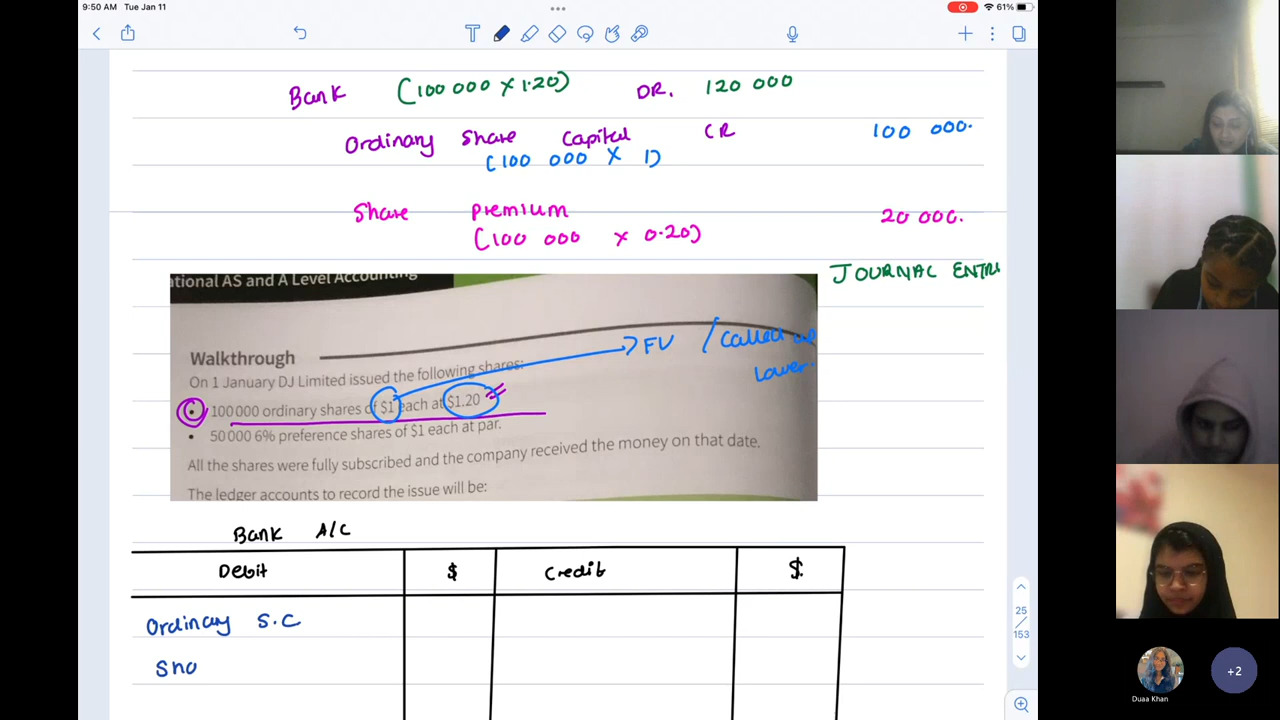 9:50 AM Tue Jan 11
61%
Bank (100 000 x 1.20) DR. 120 000
Ordinary Share Capital CR 100 000.
(100 000 x 1)
Share premium 20 000.
(100 000 x 0.20)
JOURNAL ENTRI
ational AS and A Level Accounting
Walkthrough
On 1 January DJ Limited issued the following shares:
→ FV / Called up
Lower.
• 100 000 ordinary shares of $1 each at $1.20
• 50 000 6% preference shares of $1 each at par.
All the shares were fully subscribed and the company received the money on that date.
The ledger accounts to record the issue will be:
Bank A/C
Debit $ Credit $.
Ordinary S.C
Sha
25
/
153
Duaa Khan
+2